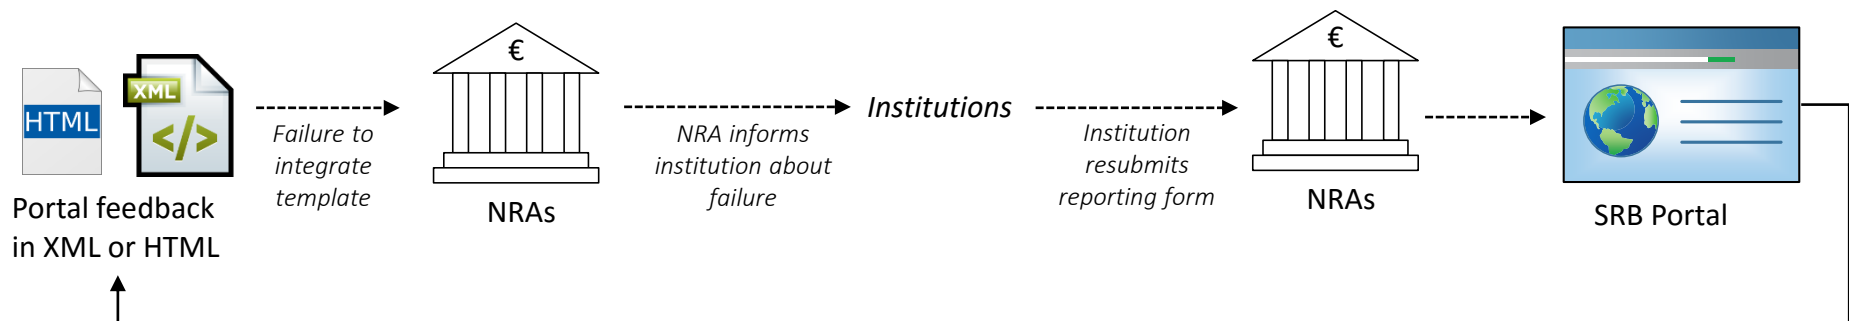 HTML
XML
</>
Portal feedback
in XML or HTML
Failure to
integrate
template
€
NRAs
NRA informs
institution about
failure
Institutions
Institution
resubmits
reporting form
€
NRAs
SRB Portal